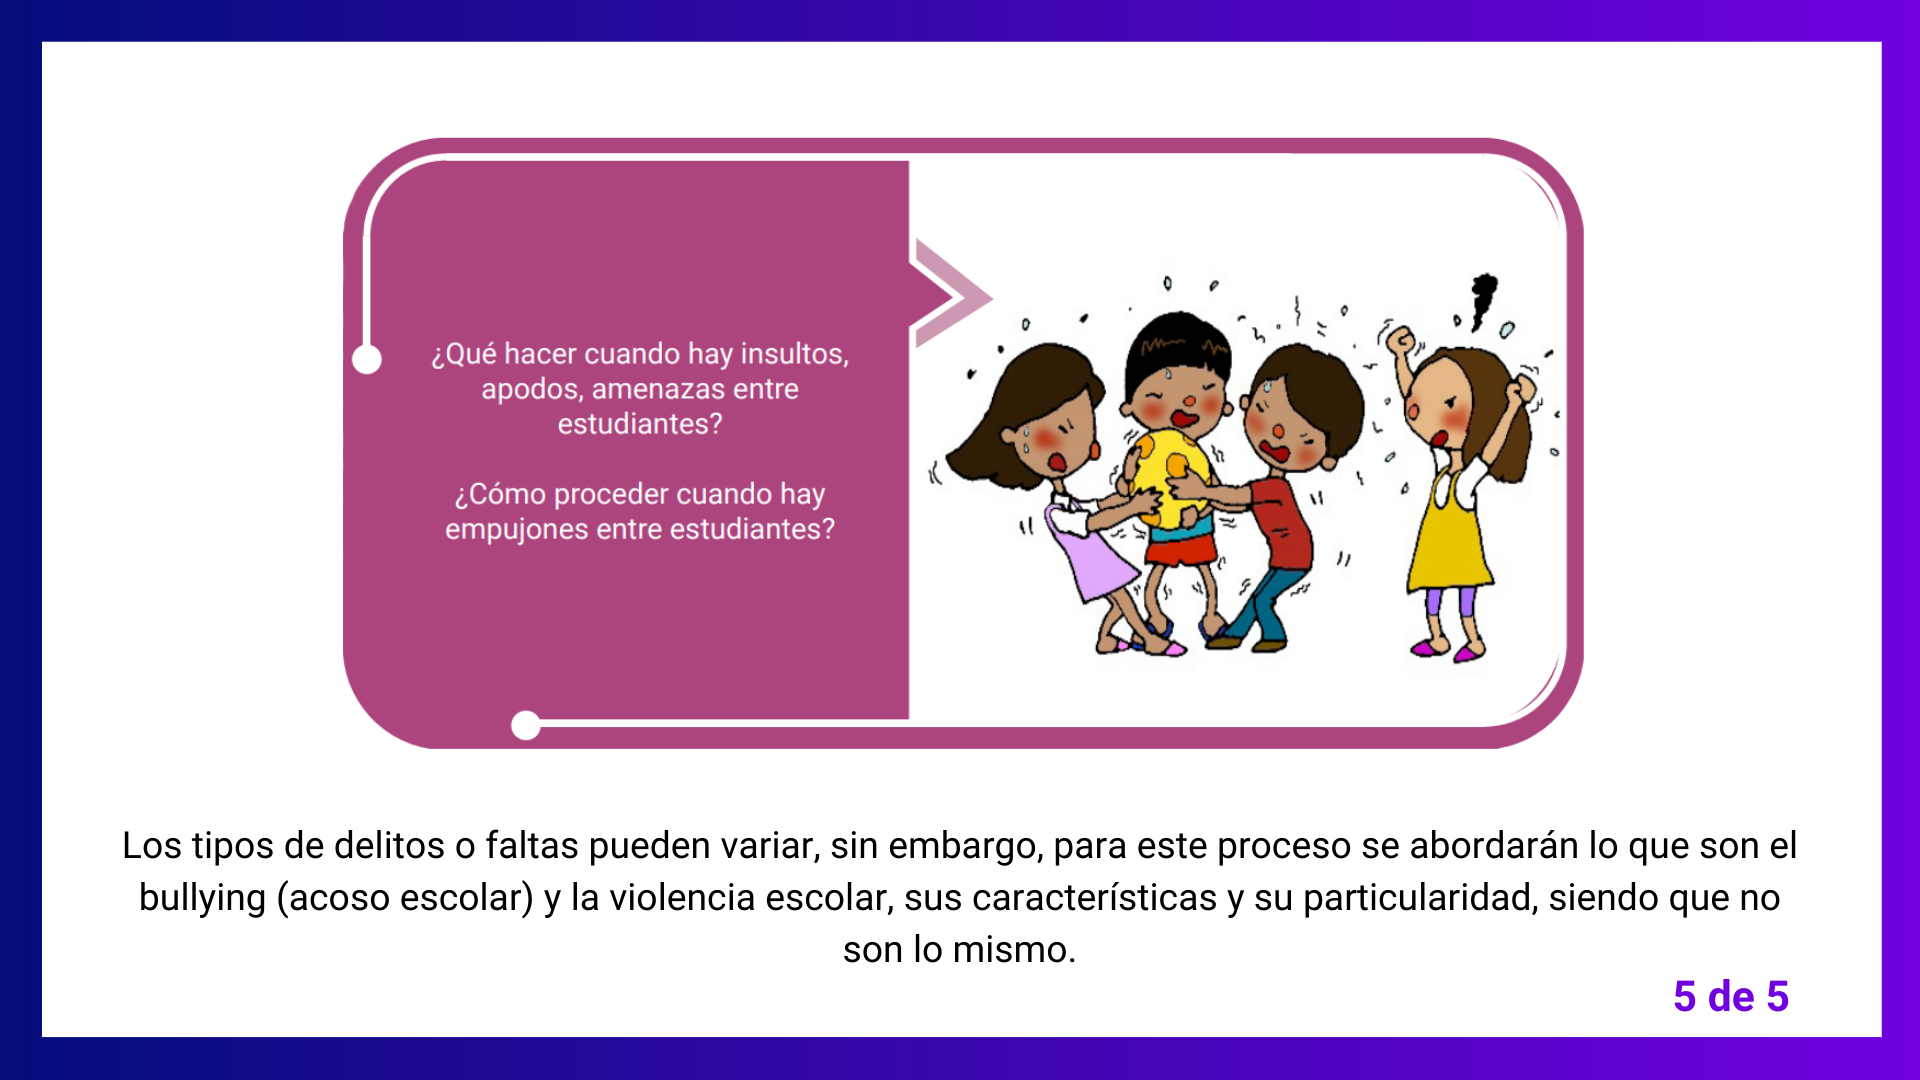 ¿Qué hacer cuando hay insultos,
apodos, amenazas entre
estudiantes?
¿Cómo proceder cuando hay
empujones entre estudiantes?
Los tipos de delitos o faltas pueden variar, sin embargo, para este proceso se abordarán lo que son el
bullying (acoso escolar) y la violencia escolar, sus características y su particularidad, siendo que no
son lo mismo.
5 de 5